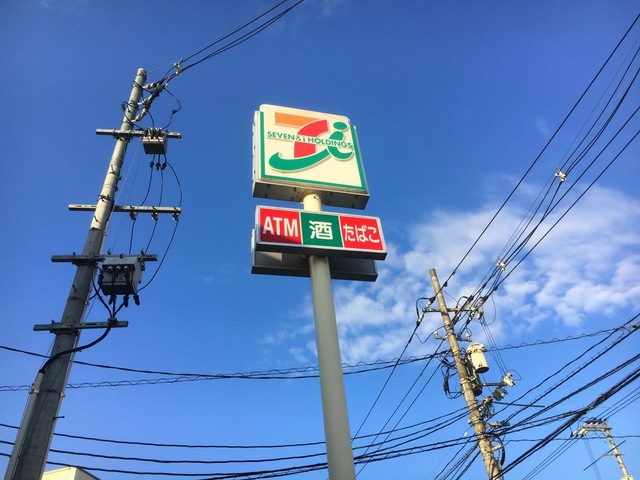 SEVEN & i HOLDINGS
ATM 酒 たばこ